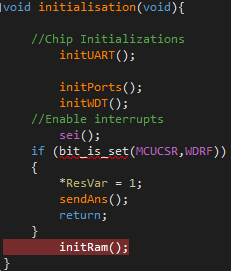 void initialisation(void){
//Chip Initializations
initUART();
initPorts();
initWDT();
//Enable interrupts
sei();
if (bit_is_set(MCUCSR,WDRF))
{
*ResVar = 1;
sendAns();
return;
}
initRam();
}